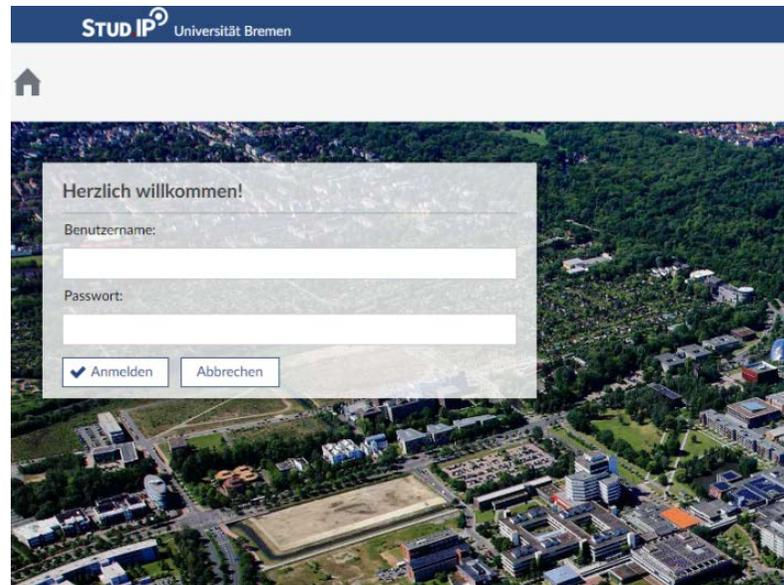 STUD.IP Universität Bremen
Herzlich willkommen!
Benutzername:
Passwort:
Anmelden Abbrechen